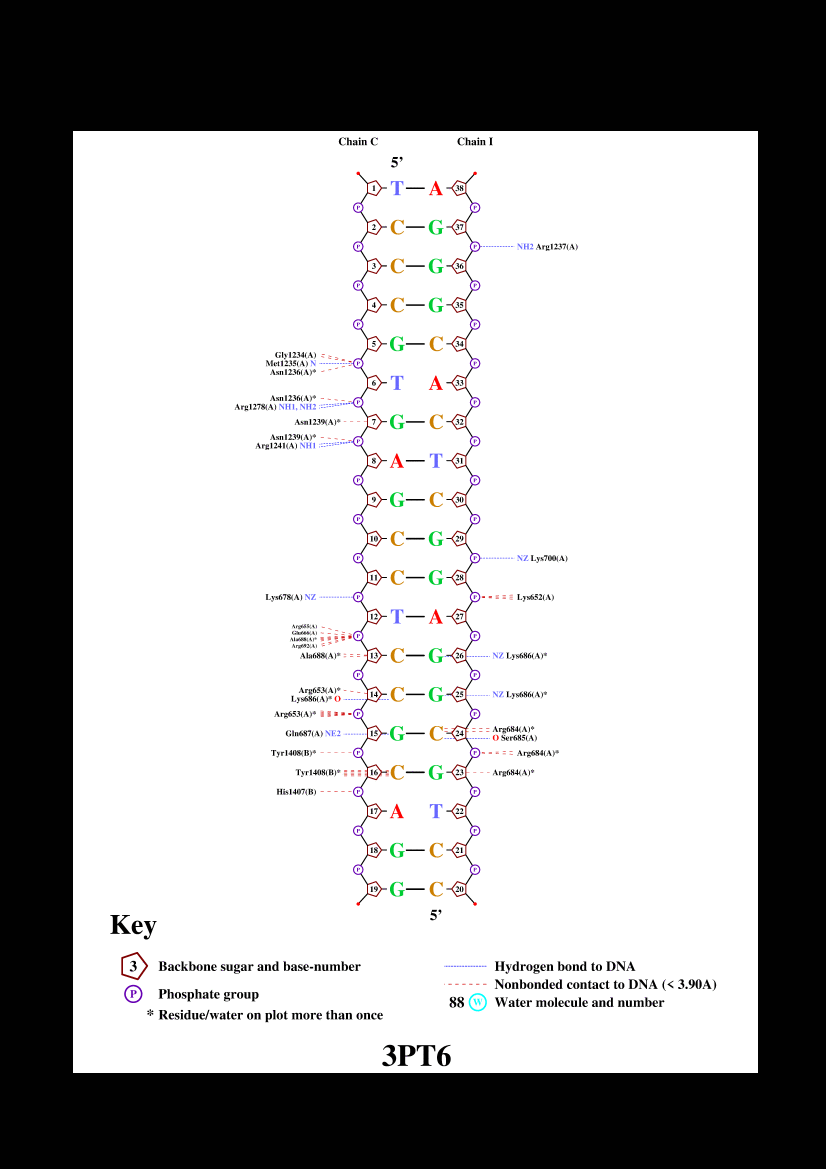 Chain C Chain I
5'
1 T A 38
P P
2 C G 37
P P NH2 Arg1237(A)
3 C G 36
P P
4 C G 35
P P
5 G C 34
Gly1234(A)
Met1235(A) N P P
Asn1236(A)*
6 T A 33
Asn1236(A)*
P P
Arg1278(A) NH1, NH2
Asn1239(A)* 7 G C 32
Asn1239(A)*
P P
Arg1241(A) NH1
8 A T 31
P P
9 G C 30
P P
10 C G 29
P P NZ Lys700(A)
11 C G 28
Lys678(A) NZ P P Lys652(A)
12 T A 27
Arg655(A)
Gln666(A)
P P
Ala688(A)*
Arg692(A)
Ala688(A)* 13 C G 26 NZ Lys686(A)*
P P
Arg653(A)*
14 C G 25 NZ Lys686(A)*
Lys686(A)* O
Arg653(A)* P P
Arg684(A)*
Gln687(A) NE2 15 G C 24
O Ser685(A)
Tyr1408(B)* P P Arg684(A)*
Tyr1408(B)* 16 C G 23 Arg684(A)*
His1407(B) P P
17 A T 22
P P
18 G C 21
P P
19 G C 20
5'
Key
3 Backbone sugar and base-number
P Phosphate group
* Residue/water on plot more than once
Hydrogen bond to DNA
Nonbonded contact to DNA (< 3.90A)
88 W Water molecule and number
3PT6